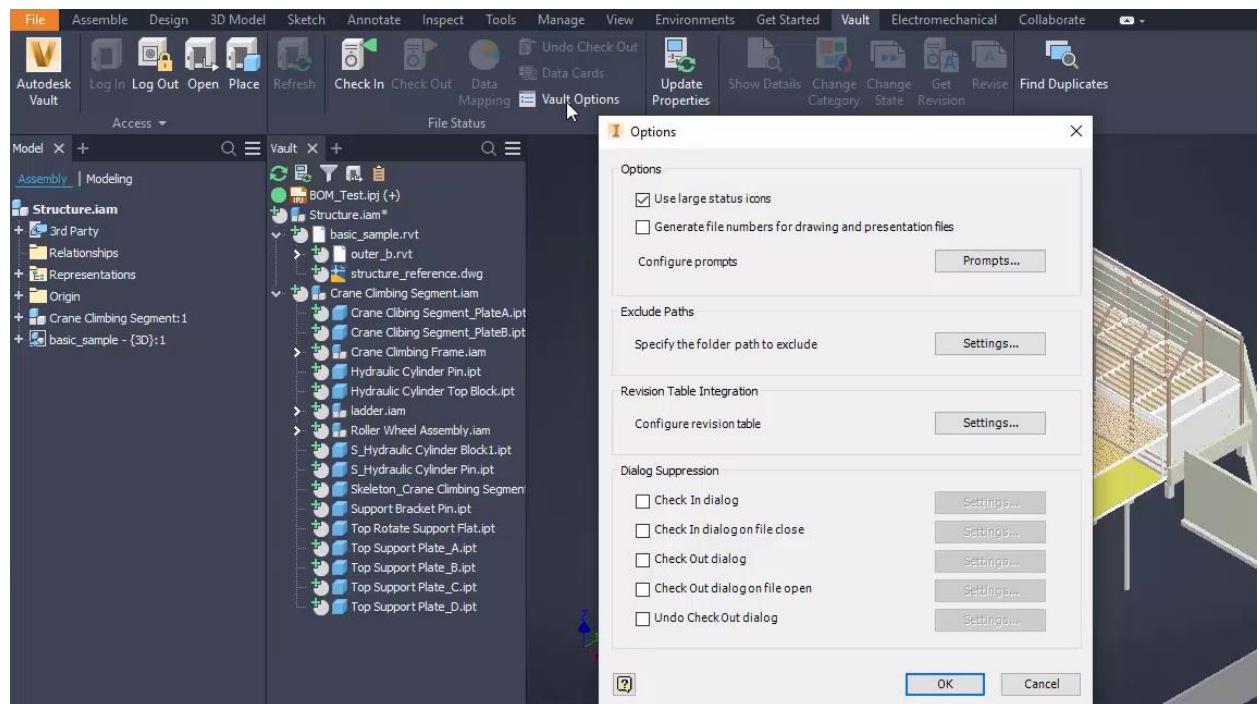 File Assemble Design 3D Model Sketch Annotate Inspect Tools Manage View Environments Get Started Vault Electromechanical Collaborate
Autodesk Vault
Log In Log Out Open Place
Access
Refresh
Check In Check Out Data Mapping
Undo Check Out
Data Cards
Vault Options
File Status
Update Properties
Show Details Change Category Change State Get Revision Revise Find Duplicates
Model
Assembly Modeling
Structure.iam
3rd Party
Relationships
Representations
Origin
Crane Climbing Segment:1
basic_sample - {3D}:1
Vault
BOM_Test.ipj (+)
Structure.iam*
basic_sample.rvt
outer_b.rvt
structure_reference.dwg
Crane Climbing Segment.iam
Crane Clibing Segment_PlateA.ipt
Crane Clibing Segment_PlateB.ipt
Crane Climbing Frame.iam
Hydraulic Cylinder Pin.ipt
Hydraulic Cylinder Top Block.ipt
ladder.iam
Roller Wheel Assembly.iam
S_Hydraulic Cylinder Block1.ipt
S_Hydraulic Cylinder Pin.ipt
Skeleton_Crane Climbing Segmen
Support Bracket Pin.ipt
Top Rotate Support Flat.ipt
Top Support Plate_A.ipt
Top Support Plate_B.ipt
Top Support Plate_C.ipt
Top Support Plate_D.ipt
Options
Options
Use large status icons
Generate file numbers for drawing and presentation files
Configure prompts Prompts...
Exclude Paths
Specify the folder path to exclude Settings...
Revision Table Integration
Configure revision table Settings...
Dialog Suppression
Check In dialog Settings...
Check In dialog on file close Settings...
Check Out dialog Settings...
Check Out dialog on file open Settings...
Undo Check Out dialog Settings...
OK Cancel